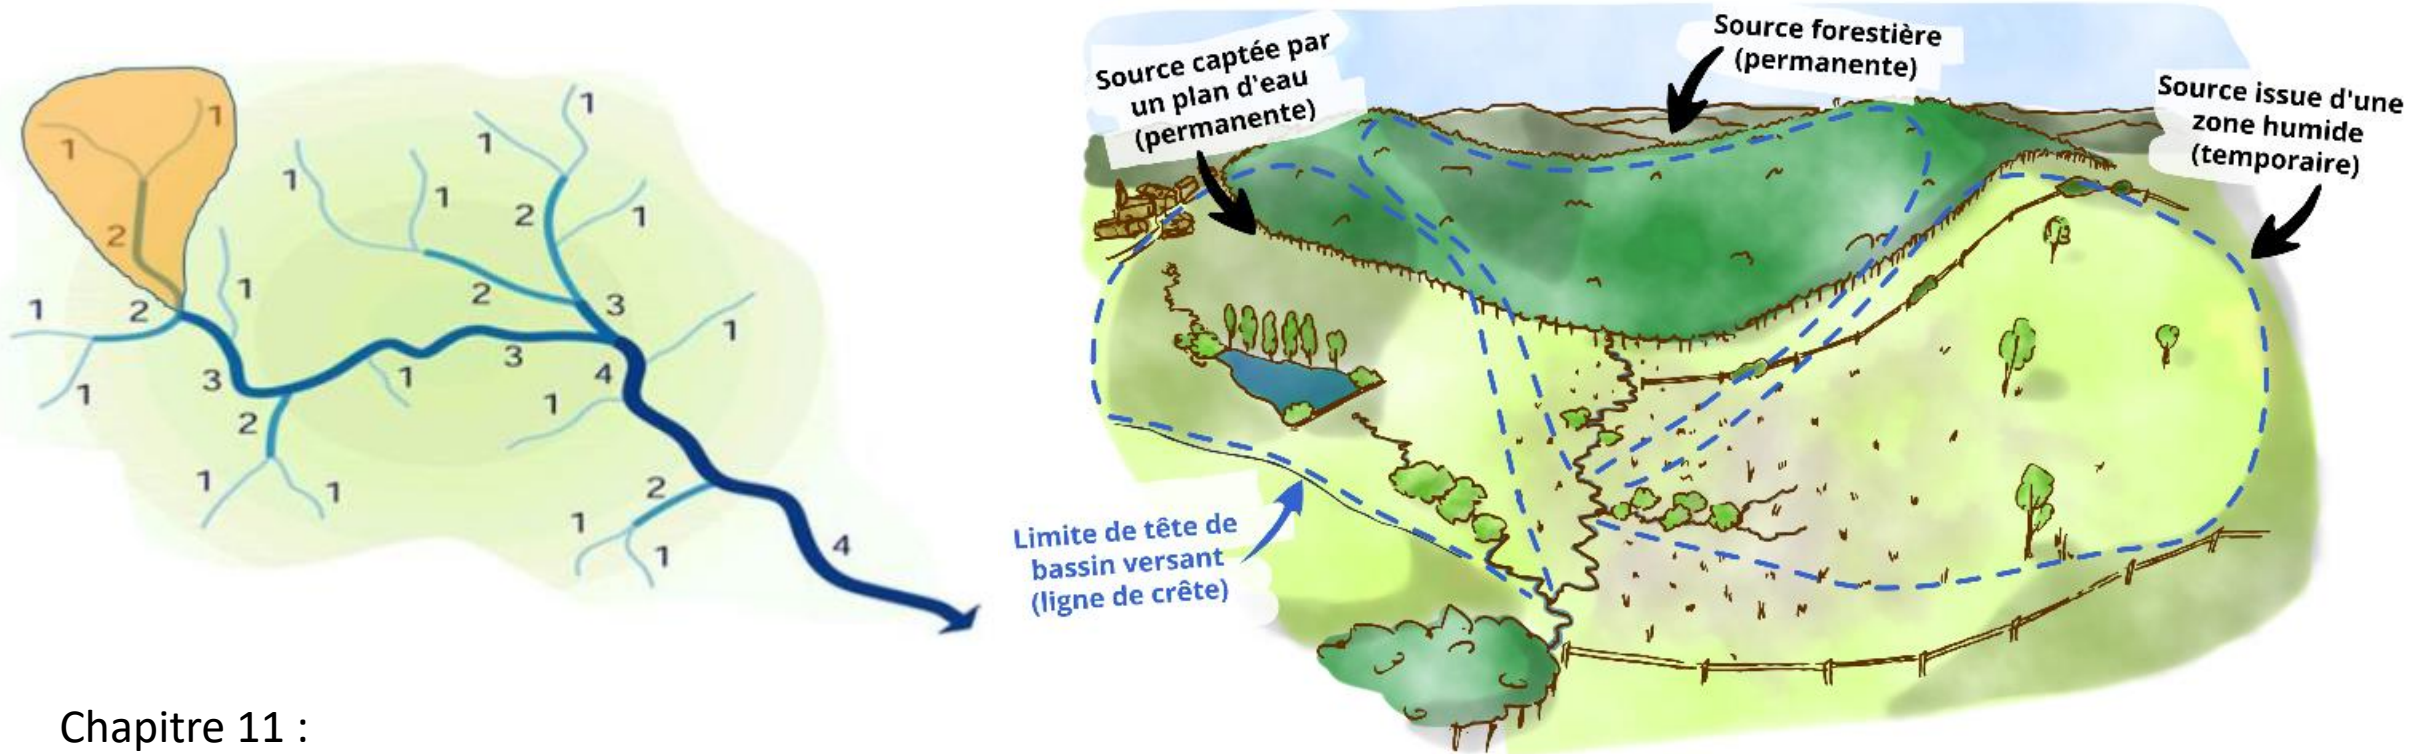 1
1
2
1
1
1
2
1
1
2
3
1
2
1
1
1
2
1
2
1
3
1
3
4
1
1
2
1
1
4
Source captée par
un plan d'eau
(permanente)
Source forestière
(permanente)
Source issue d'une
zone humide
(temporaire)
Limite de tête de
bassin versant
(ligne de crête)
Chapitre 11 :